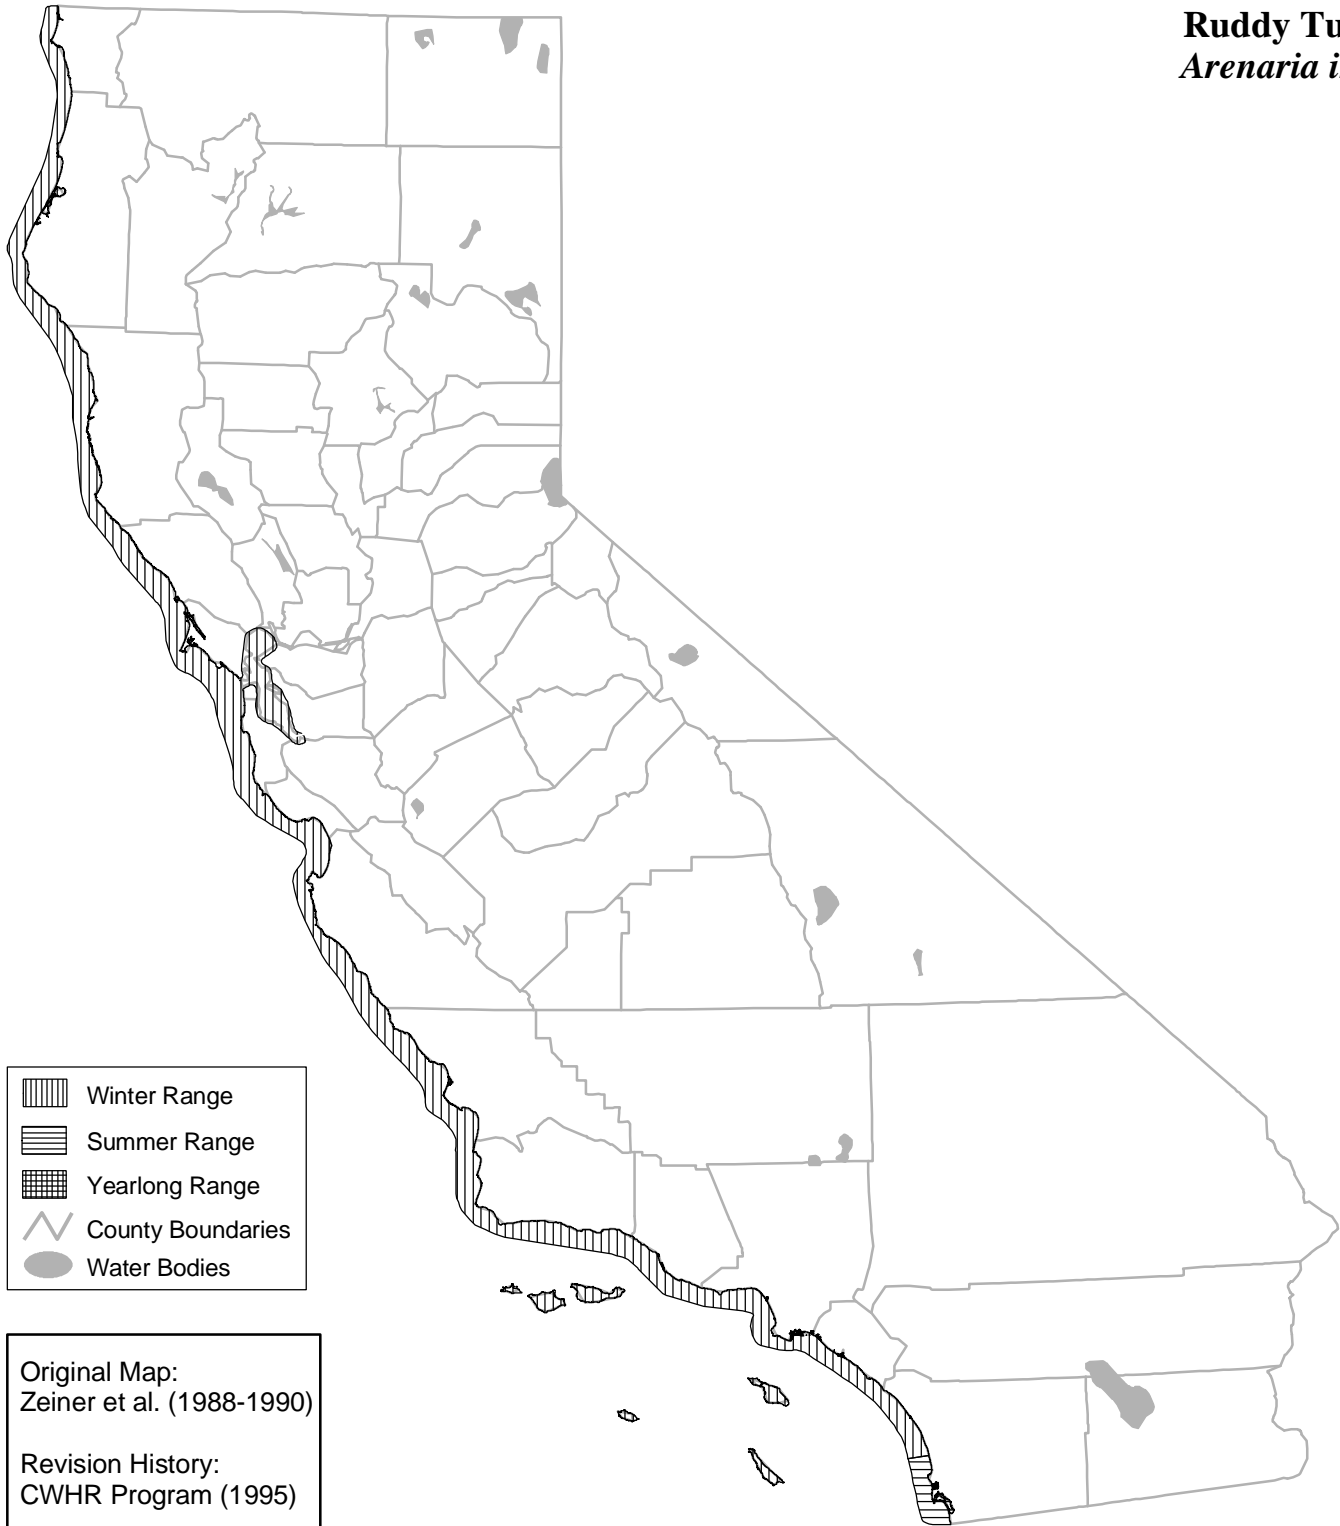 Ruddy Tu
Arenaria i
Winter Range
Summer Range
Yearlong Range
County Boundaries
Water Bodies
Original Map:
Zeiner et al. (1988-1990)
Revision History:
CWHR Program (1995)